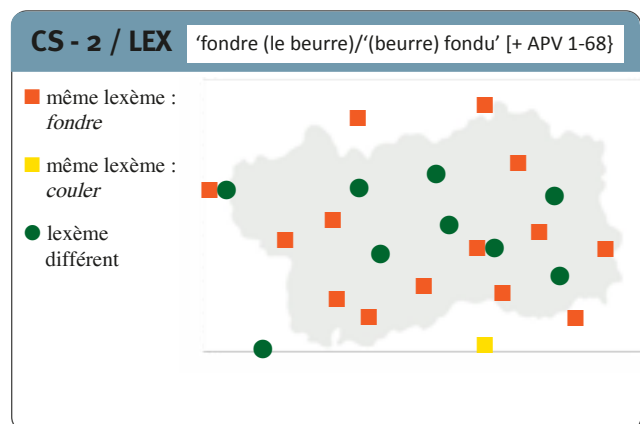 CS - 2 / LEX
‘fondre (le beurre)/‘(beurre) fondu’ [+ APV 1-68}
même lexème :
fondre
même lexème :
couler
lexème
différent